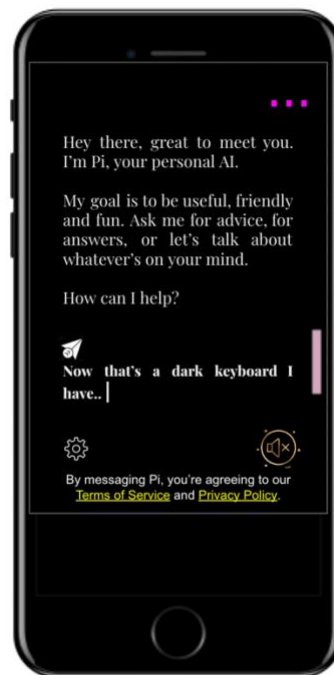 Hey there, great to meet you.
I'm Pi, your personal AI.
My goal is to be useful, friendly
and fun. Ask me for advice, for
answers, or let's talk about
whatever's on your mind.
How can I help?
Now that's a dark keyboard I
have..
By messaging Pi, you're agreeing to our
Terms of Service and Privacy Policy.